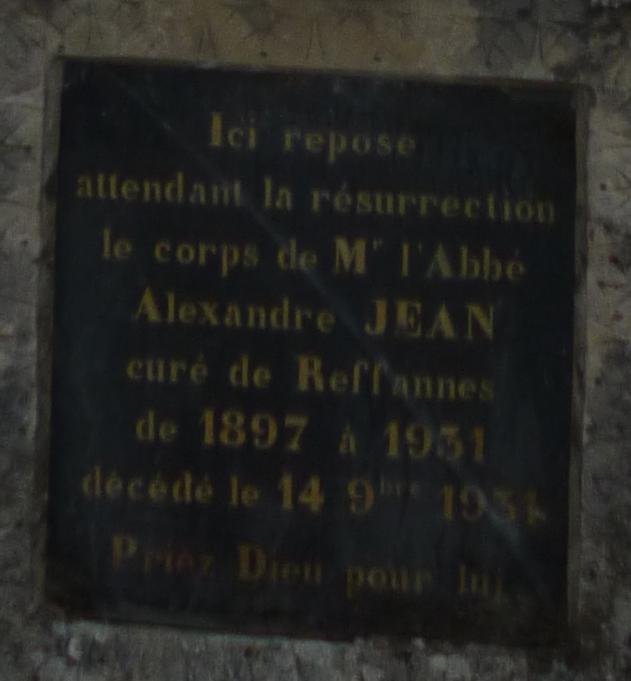 Ici repose
attendant la résurrection
le corps de Mʳ l'Abbé
Alexandre JEAN
curé de Reffannes
de 1897 à 1931
décédé le 14 9ᵇʳᵉ 1931
Priez Dieu pour lui.